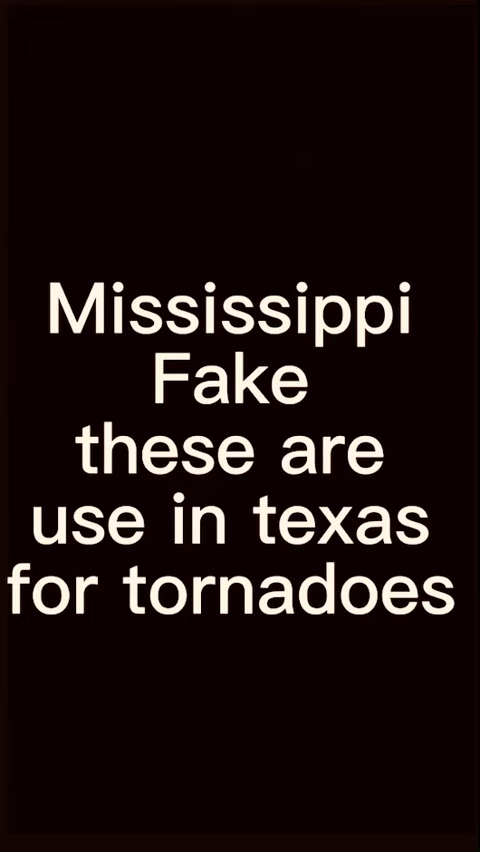 Mississippi
Fake
these are
use in texas
for tornadoes